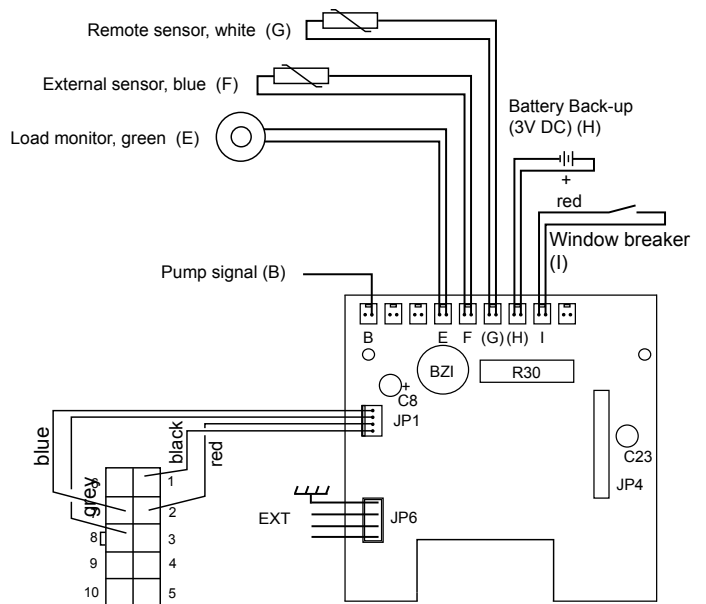 Remote sensor, white (G)
External sensor, blue (F)
Load monitor, green (E)
Battery Back-up
(3V DC) (H)
+
red
Window breaker
(I)
Pump signal (B)
B
E
F
(G)
(H)
I
BZI
R30
+
C8
JP1
C23
JP4
blue
grey
black
red
1
2
3
4
5
8
9
10
EXT
JP6